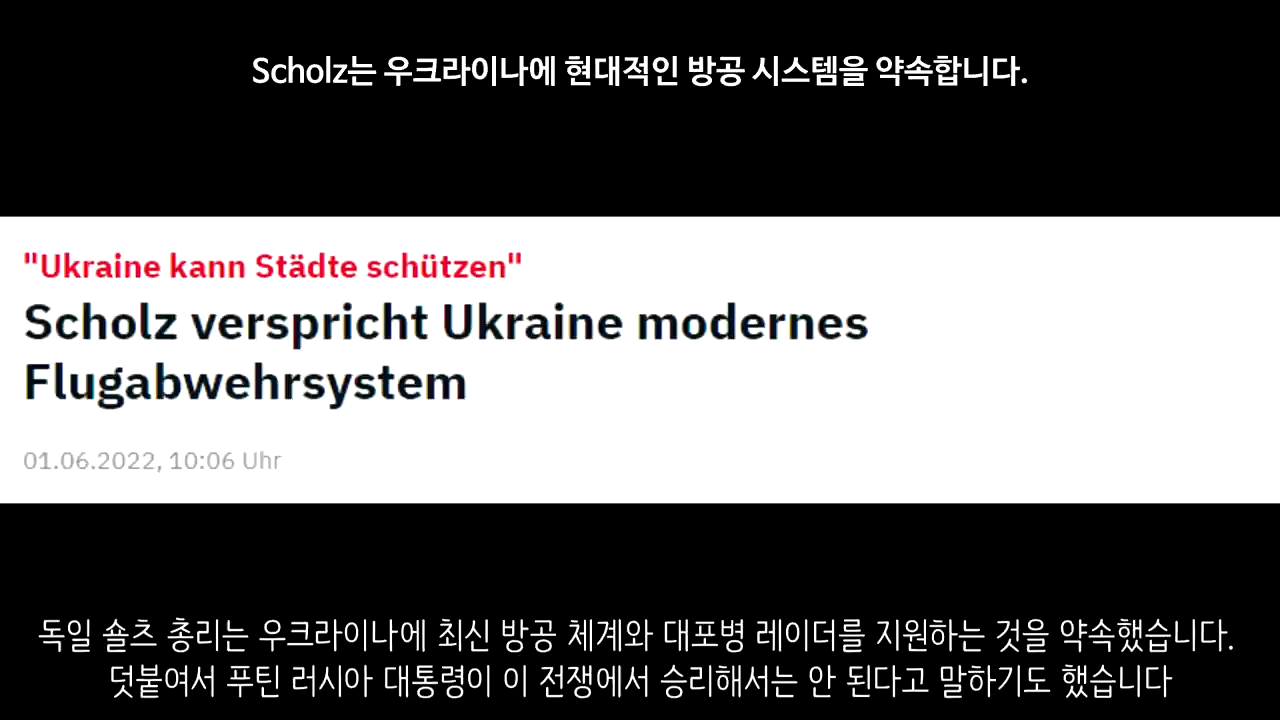 Scholz는 우크라이나에 현대적인 방공 시스템을 약속합니다.
"Ukraine kann Städte schützen"
Scholz verspricht Ukraine modernes
Flugabwehrsystem
01.06.2022, 10:06 Uhr
독일 숄츠 총리는 우크라이나에 최신 방공 체계와 대포병 레이더를 지원하는 것을 약속했습니다.
덧붙여서 푸틴 러시아 대통령이 이 전쟁에서 승리해서는 안 된다고 말하기도 했습니다